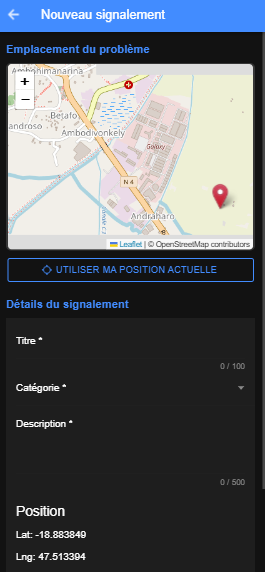 Nouveau signalement
Emplacement du problème
Ambohimanarina
+
−
Betafo
androso
Ambodivonkely
Galaxy
N 4
Andraharo
Leaflet | © OpenStreetMap contributors
UTILISER MA POSITION ACTUELLE
Détails du signalement
Titre *
0 / 100
Catégorie *
Description *
0 / 500
Position
Lat: -18.883849
Lng: 47.513394